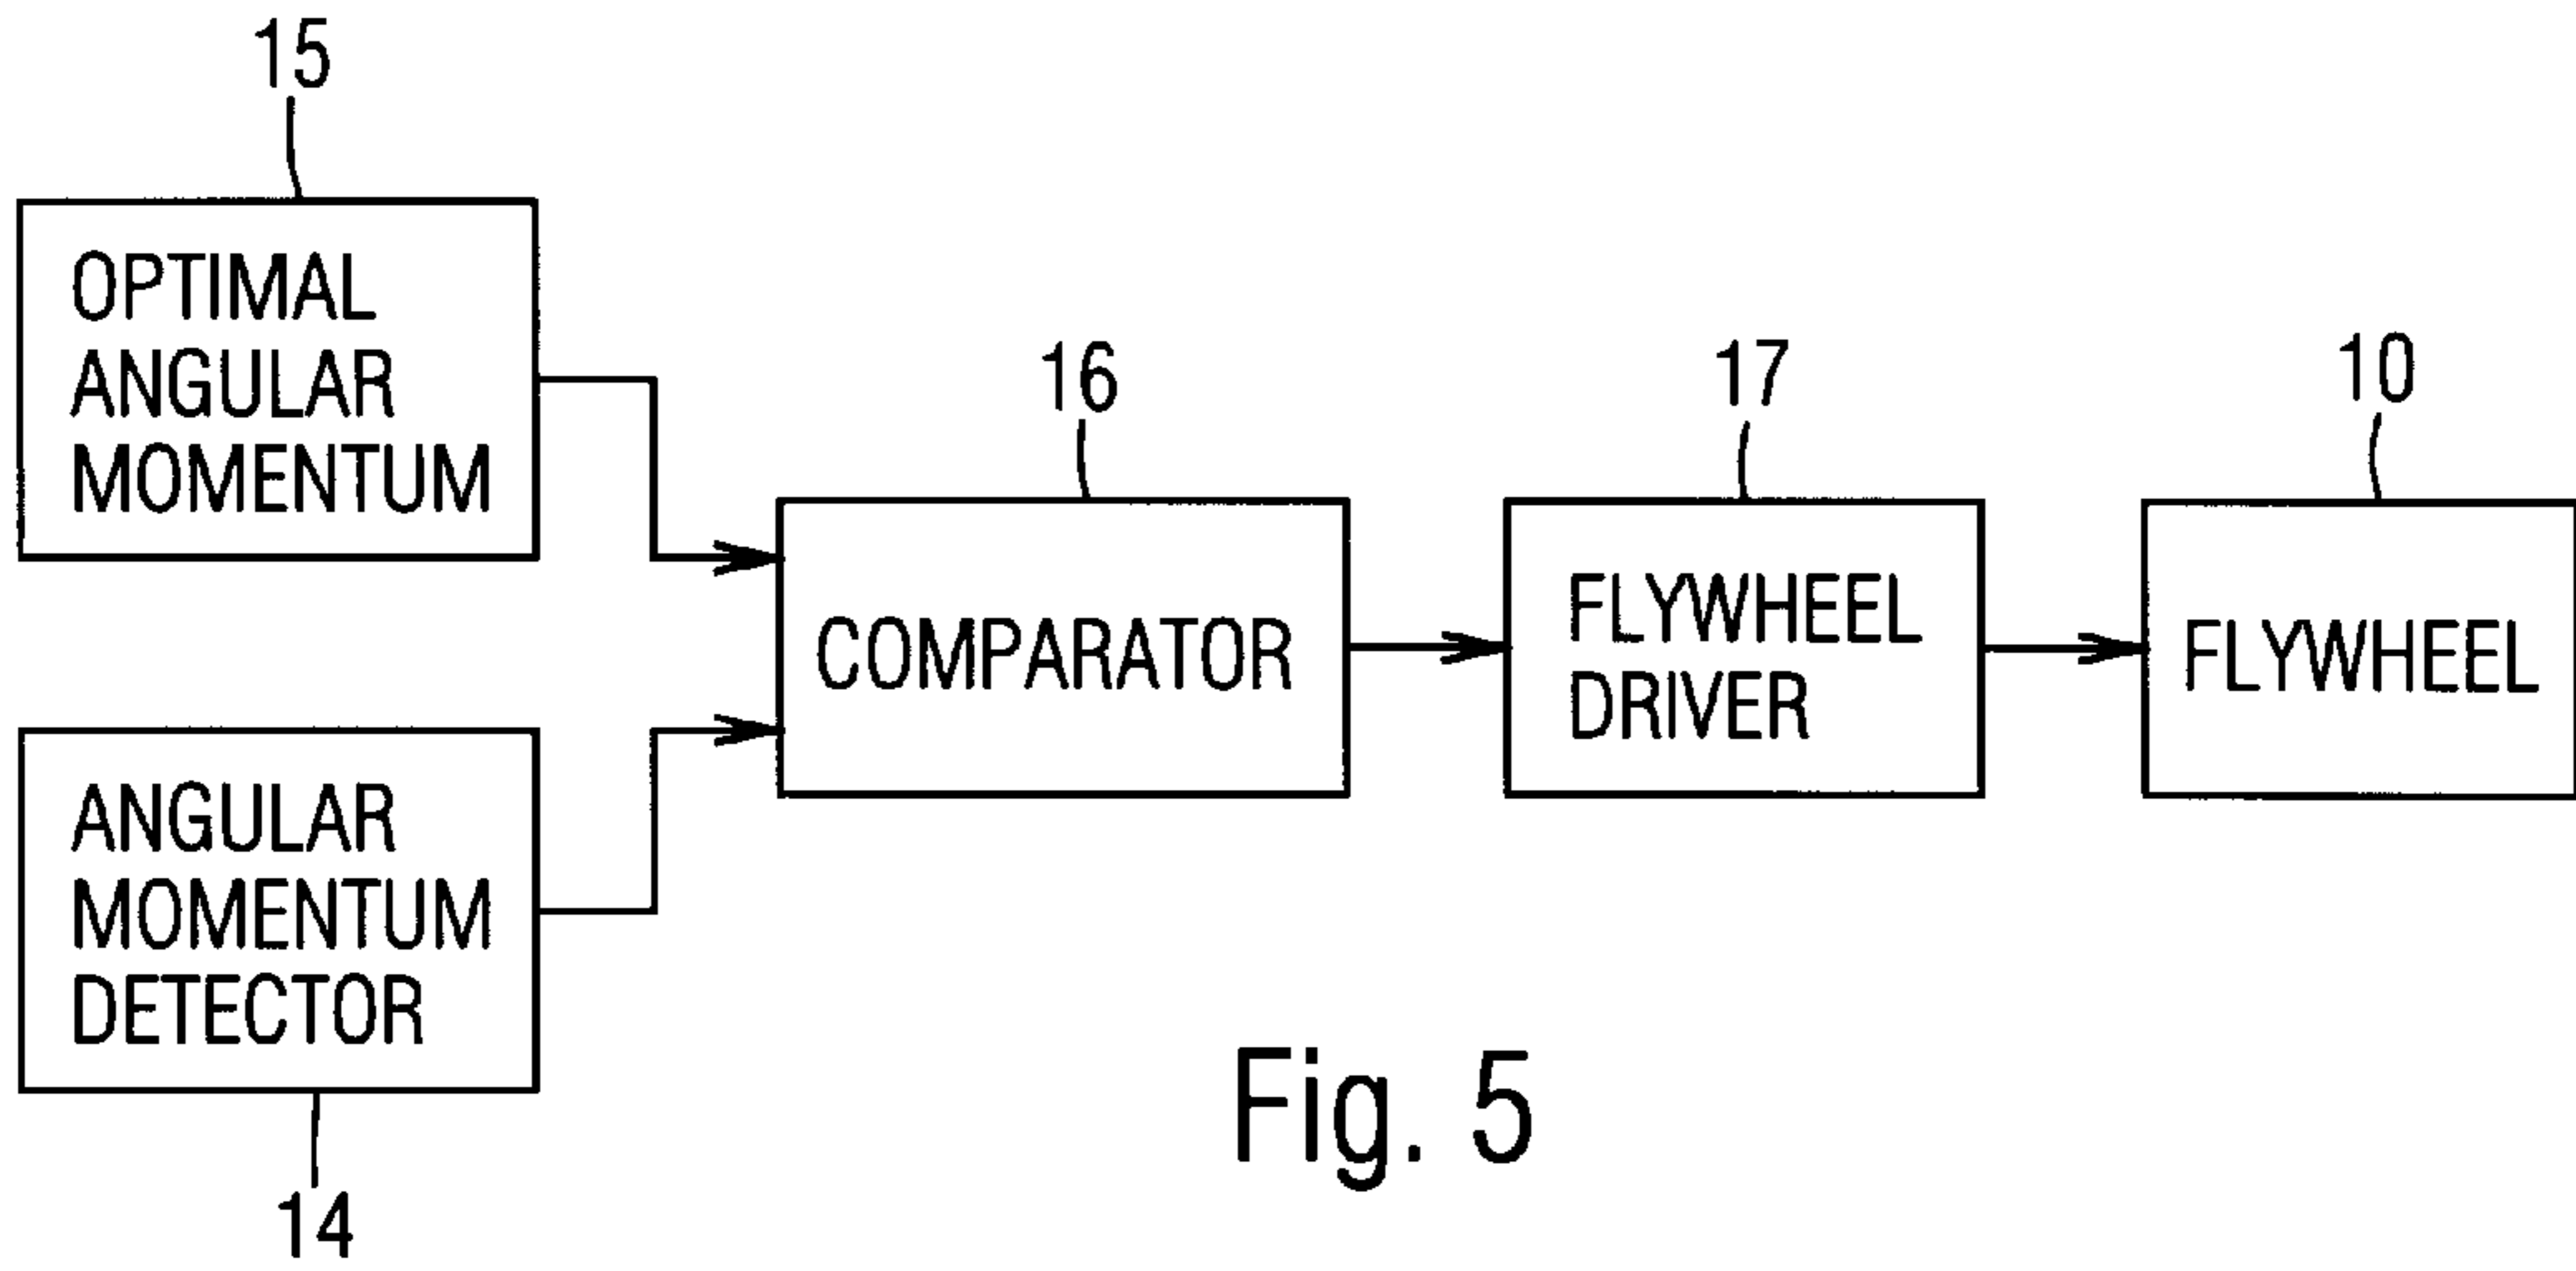 15
OPTIMAL
ANGULAR
MOMENTUM
16
COMPARATOR
17
FLYWHEEL
DRIVER
10
FLYWHEEL
ANGULAR
MOMENTUM
DETECTOR
14
Fig. 5